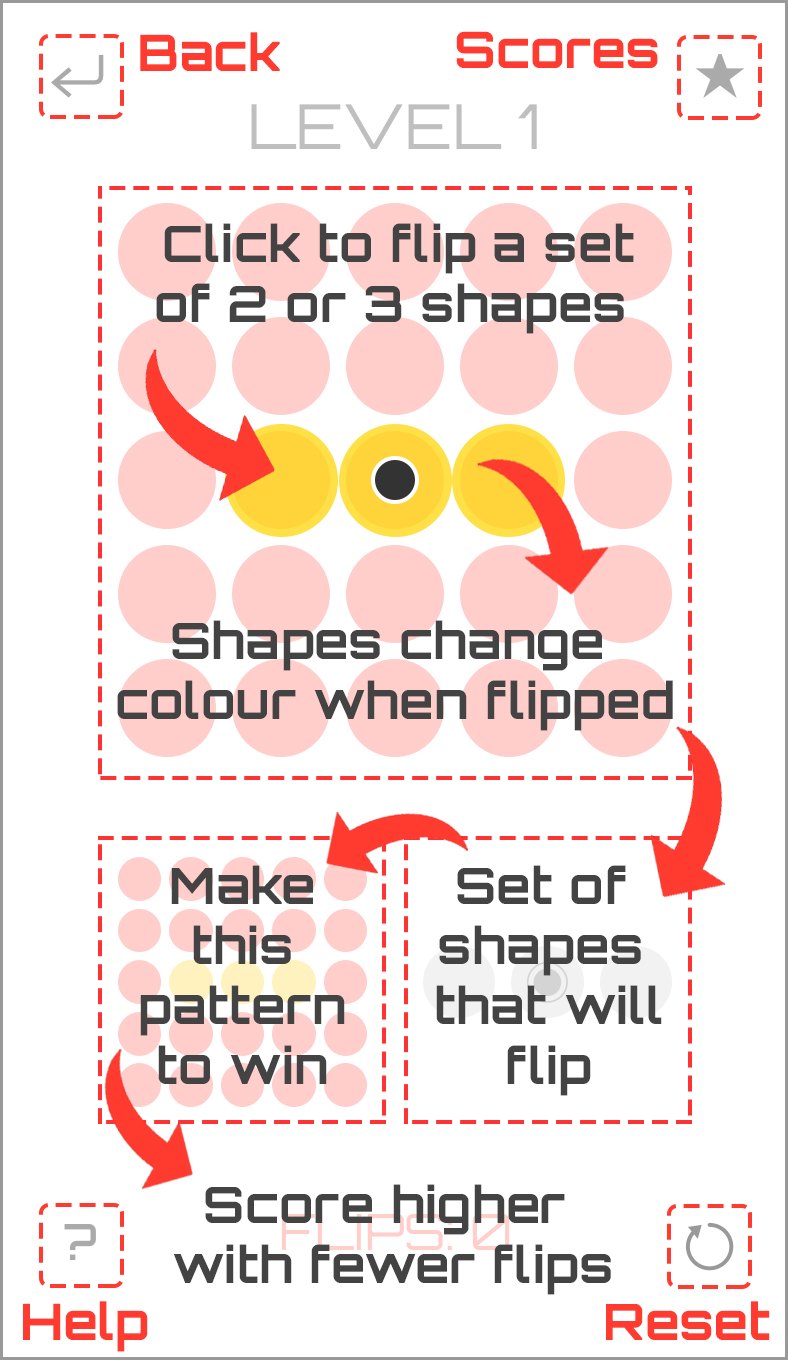 Back
Scores
LEVEL 1
Click to flip a set
of 2 or 3 shapes
Shapes change
colour when flipped
Make
this
pattern
to win
Set of
shapes
that will
flip
Score higher
FLIPS: 0
with fewer flips
?
Help
Reset